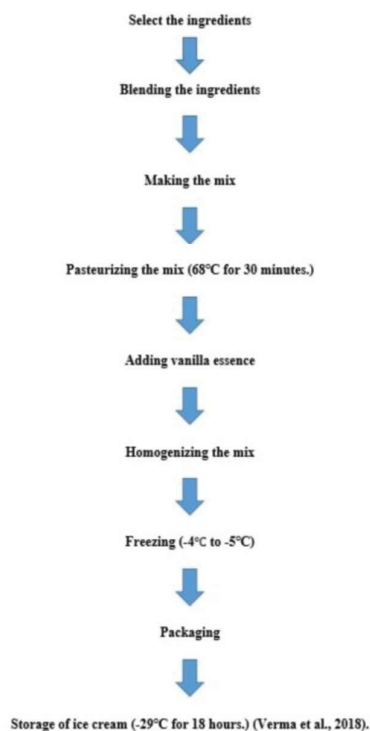 Select the ingredients
Blending the ingredients
Making the mix
Pasteurizing the mix (68°C for 30 minutes.)
Adding vanilla essence
Homogenizing the mix
Freezing (-4°C to -5°C)
Packaging
Storage of ice cream (-29°C for 18 hours.) (Verma et al., 2018).